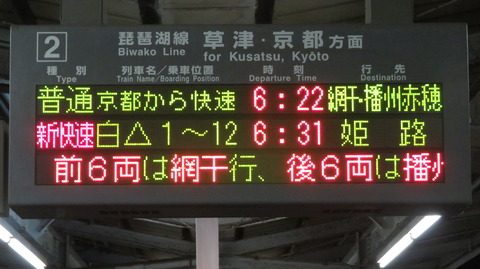 2 琵琶湖線 草津・京都方面
Biwako Line for Kusatsu, Kyōto
種別 列車名/乗車位置 時刻 行先
Type Train Name/Boarding Position Departure Time Destination
普通 京都から快速 6:22 網干・播州赤穂
新快速 白△1〜12 6:31 姫路
前6両は網干行、後6両は播州